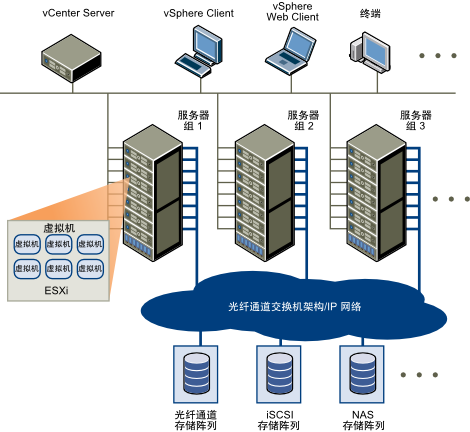 vCenter Server
vSphere Client
vSphere
Web Client
终端
服务器
组 1
服务器
组 2
服务器
组 3
虚拟机
虚拟机 虚拟机 虚拟机
虚拟机 虚拟机 虚拟机
ESXi
光纤通道交换机架构/IP 网络
光纤通道
存储阵列
iSCSI
存储阵列
NAS
存储阵列